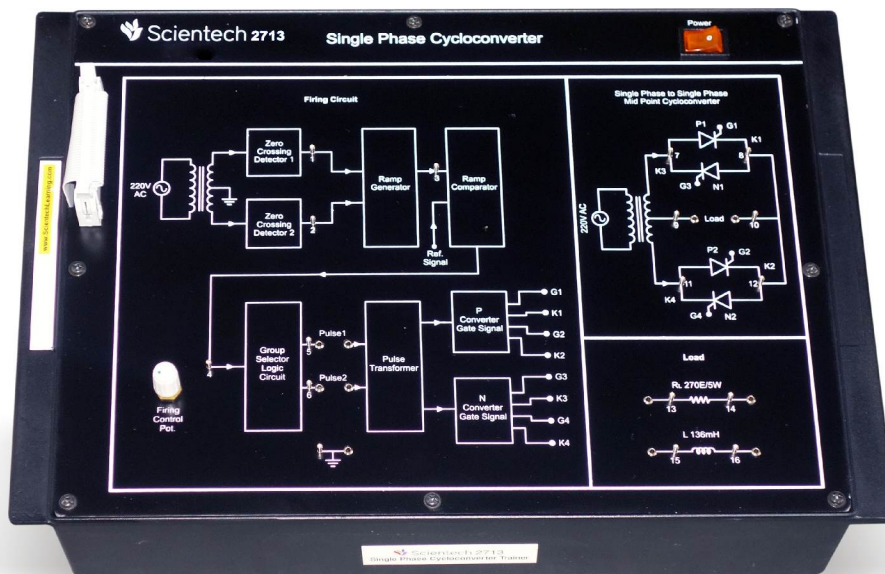 Scientech 2713
Single Phase Cycloconverter
Power
www.ScientechLearning.com
Firing Circuit
220V
AC
Zero
Crossing
Detector 1
1
Zero
Crossing
Detector 2
2
Ramp
Generator
3
Ramp
Comparator
Ref.
Signal
4
Group
Selector
Logic
Circuit
5
Pulse1
6
Pulse2
Pulse
Transformer
P
Converter
Gate Signal
G1
K1
G2
K2
N
Converter
Gate Signal
G3
K3
G4
K4
Firing
Control
Pot.
Single Phase to Single Phase
Mid Point Cycloconverter
220V AC
P1
G1
K1
7
8
K3
G3
N1
9
Load
10
P2
G2
K2
11
12
K4
G4
N2
Load
RL 270E/5W
13
14
L 136mH
15
16
Scientech 2713
Single Phase Cycloconverter Trainer